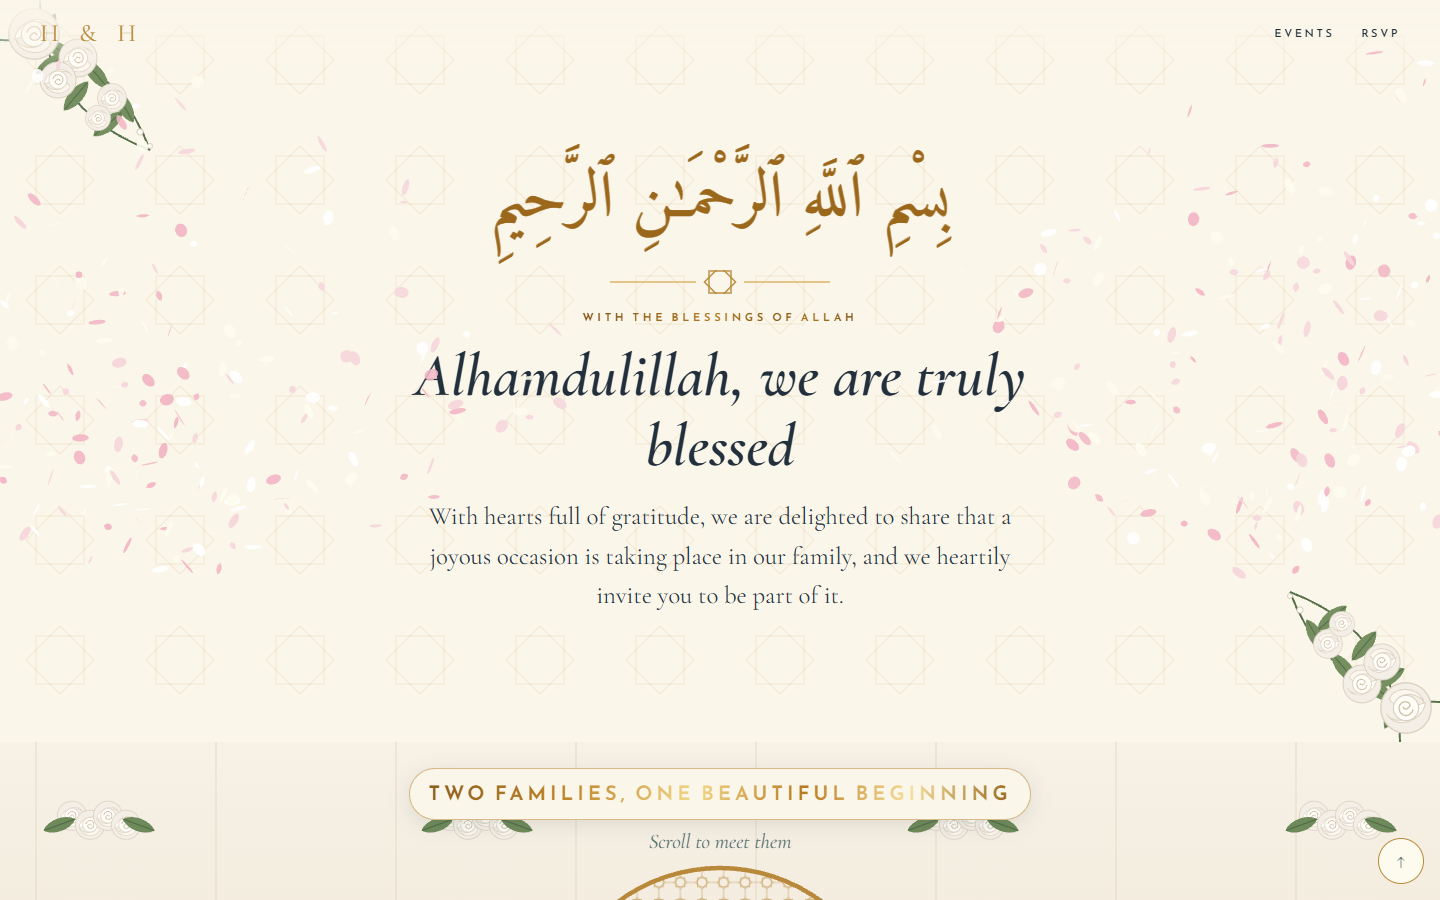 H & H
EVENTS RSVP
بِسْمِ ٱللَّهِ ٱلرَّحْمَـٰنِ ٱلرَّحِيمِ
WITH THE BLESSINGS OF ALLAH
Alhamdulillah, we are truly
blessed
With hearts full of gratitude, we are delighted to share that a
joyous occasion is taking place in our family, and we heartily
invite you to be part of it.
TWO FAMILIES, ONE BEAUTIFUL BEGINNING
Scroll to meet them
↑